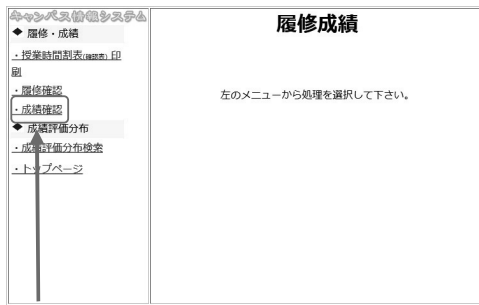 キャンパス情報システム
◆ 履修・成績
・授業時間割表(確認表) 印
刷
・履修確認
・成績確認
◆ 成績評価分布
・成績評価分布検索
・トップページ
履修成績
左のメニューから処理を選択して下さい。